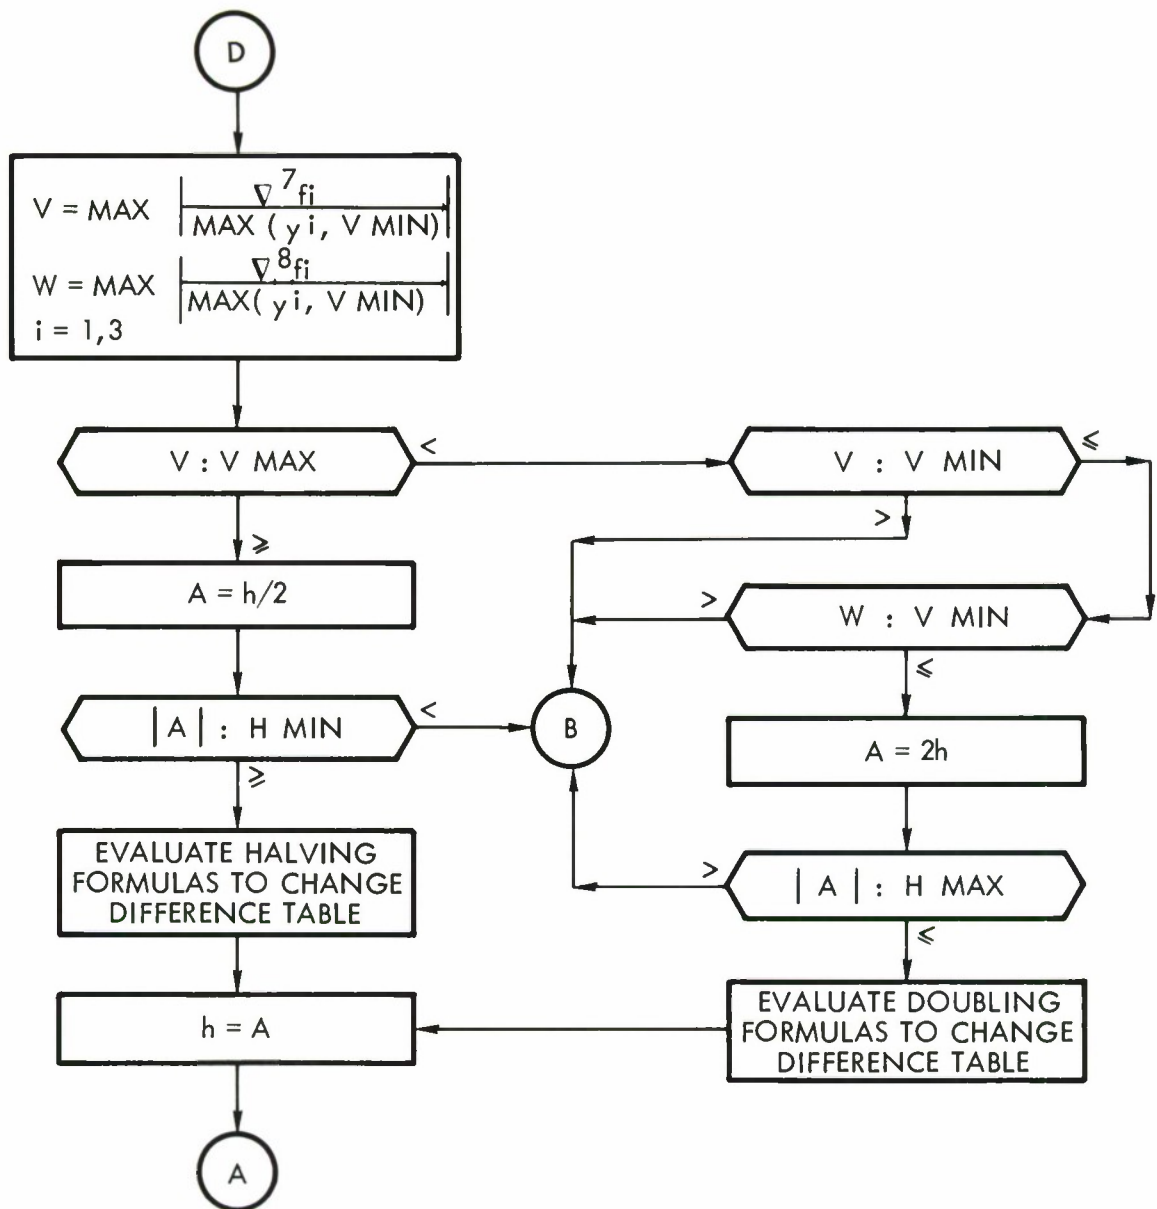 D
V = MAX | ∇⁷fi / MAX (yi, V MIN) |
W = MAX | ∇⁸fi / MAX(yi, V MIN) |
i = 1,3
V : V MAX
<
V : V MIN
≤
>
≥
A = h/2
>
W : V MIN
≤
|A| : H MIN
<
B
A = 2h
≥
EVALUATE HALVING
FORMULAS TO CHANGE
DIFFERENCE TABLE
>
|A| : H MAX
≤
h = A
EVALUATE DOUBLING
FORMULAS TO CHANGE
DIFFERENCE TABLE
A